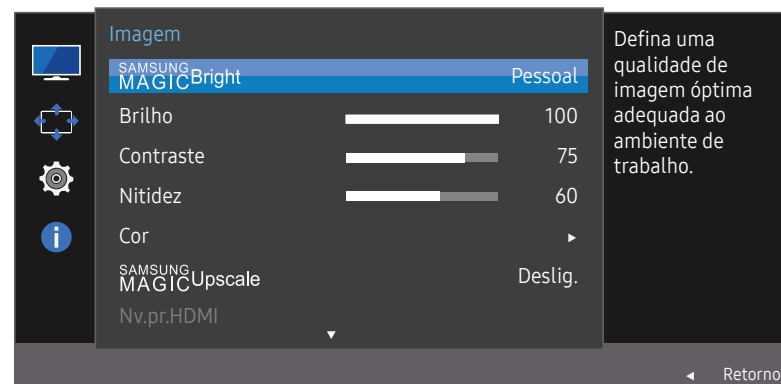 Imagem
SAMSUNG
MAGICBright Pessoal
Brilho 100
Contraste 75
Nitidez 60
Cor ►
SAMSUNG
MAGICUpscale Deslig.
Nv.pr.HDMI
▼
Defina uma
qualidade de
imagem óptima
adequada ao
ambiente de
trabalho.
◄ Retorno